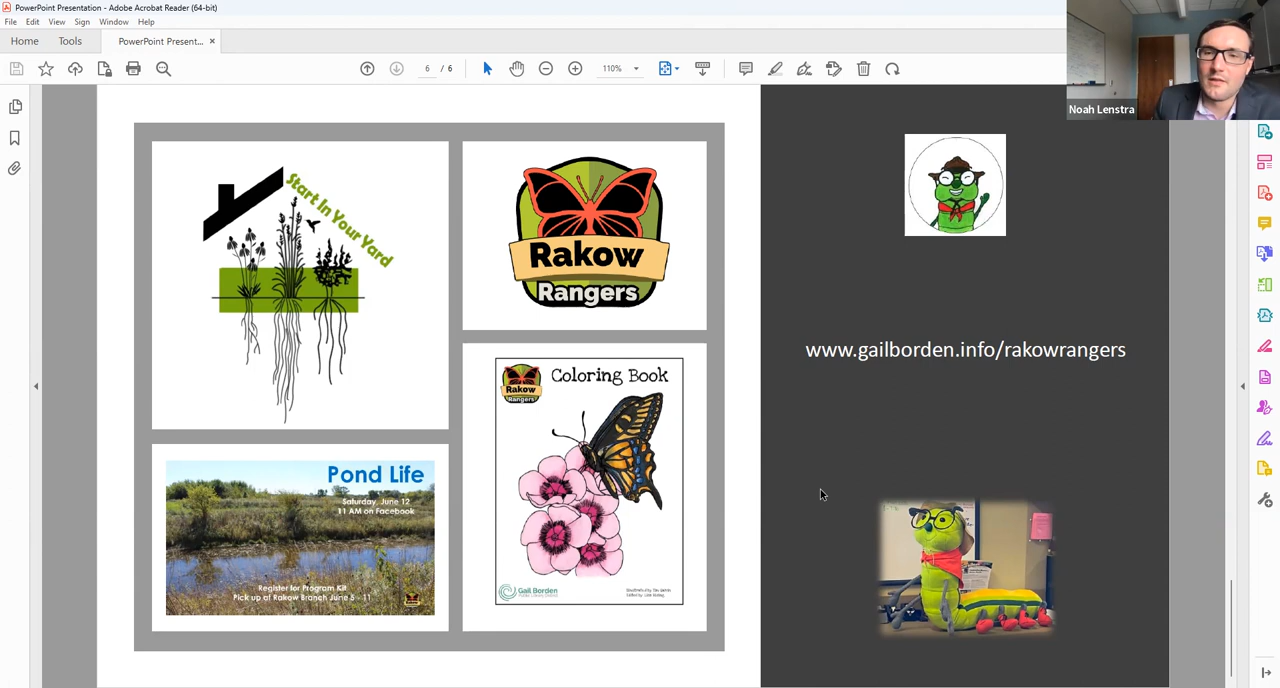 PowerPoint Presentation - Adobe Acrobat Reader (64-bit)
File Edit View Sign Window Help
Home Tools PowerPoint Present... ×
6 / 6 110%
Noah Lenstra
Start In Your Yard
Rakow
Rangers
www.gailborden.info/rakowrangers
Rakow
Rangers
Coloring Book
Pond Life
Saturday, June 12
11 AM on Facebook
Register for Program Kit
Pick up at Rakow Branch June 5 - 11
Gail Borden